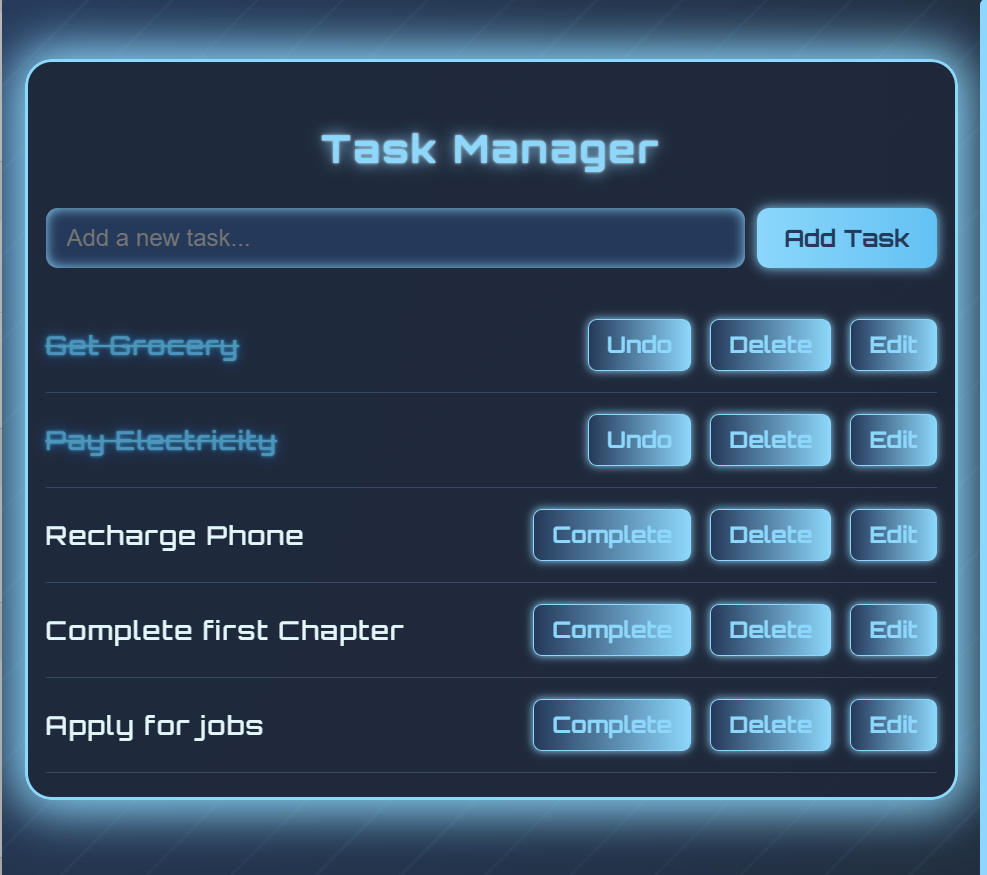 Task Manager
Add a new task... Add Task
Get Grocery Undo Delete Edit
Pay Electricity Undo Delete Edit
Recharge Phone Complete Delete Edit
Complete first Chapter Complete Delete Edit
Apply for jobs Complete Delete Edit